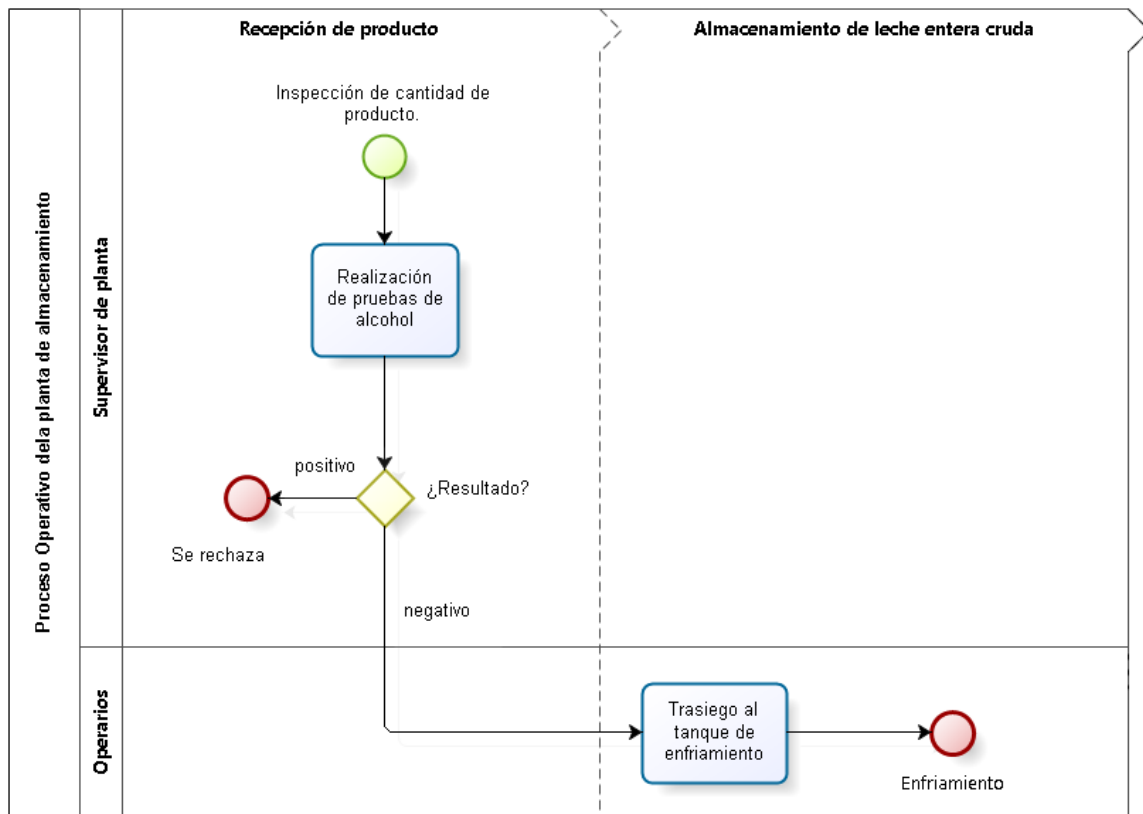 Recepción de producto
Almacenamiento de leche entera cruda
Proceso Operativo dela planta de almacenamiento
Supervisor de planta
Inspección de cantidad de
producto.
Realización
de pruebas de
alcohol
positivo
¿Resultado?
Se rechaza
negativo
Operarios
Trasiego al
tanque de
enfriamiento
Enfriamiento